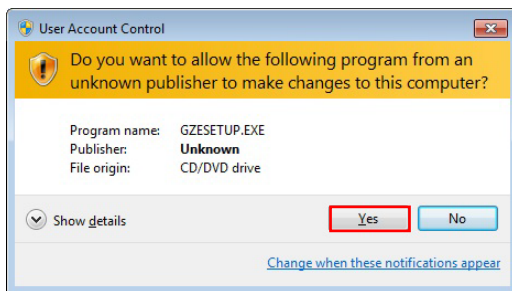 User Account Control
Do you want to allow the following program from an
unknown publisher to make changes to this computer?
Program name: GZESETUP.EXE
Publisher: Unknown
File origin: CD/DVD drive
Show details
Yes
No
Change when these notifications appear